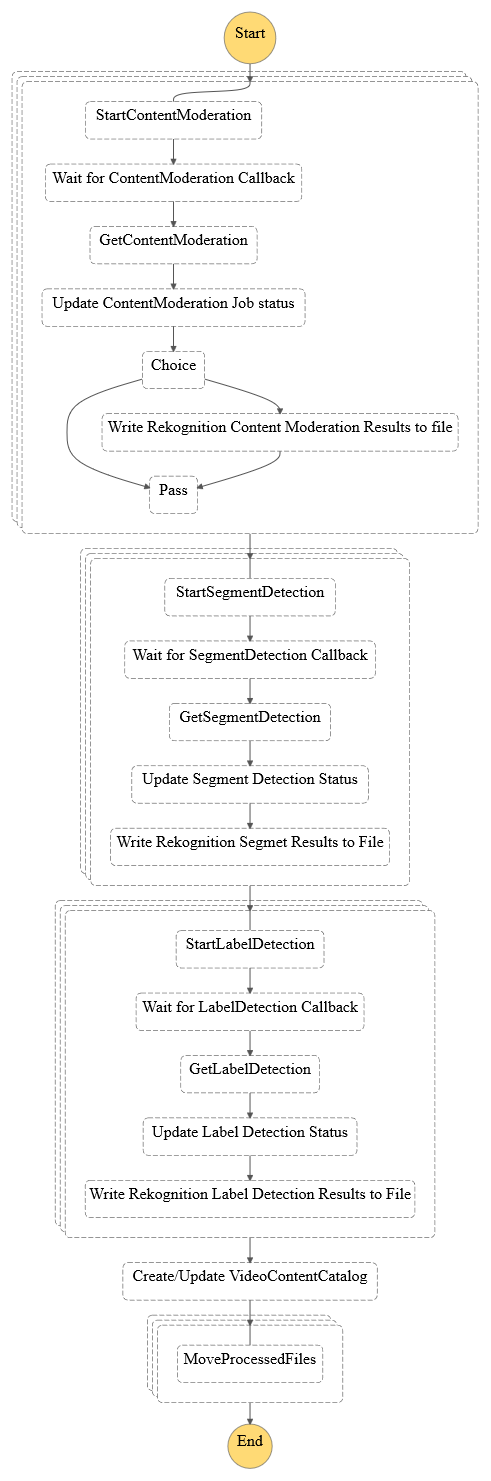 Start
StartContentModeration
Wait for ContentModeration Callback
GetContentModeration
Update ContentModeration Job status
Choice
Write Rekognition Content Moderation Results to file
Pass
StartSegmentDetection
Wait for SegmentDetection Callback
GetSegmentDetection
Update Segment Detection Status
Write Rekognition Segmet Results to File
StartLabelDetection
Wait for LabelDetection Callback
GetLabelDetection
Update Label Detection Status
Write Rekognition Label Detection Results to File
Create/Update VideoContentCatalog
MoveProcessedFiles
End